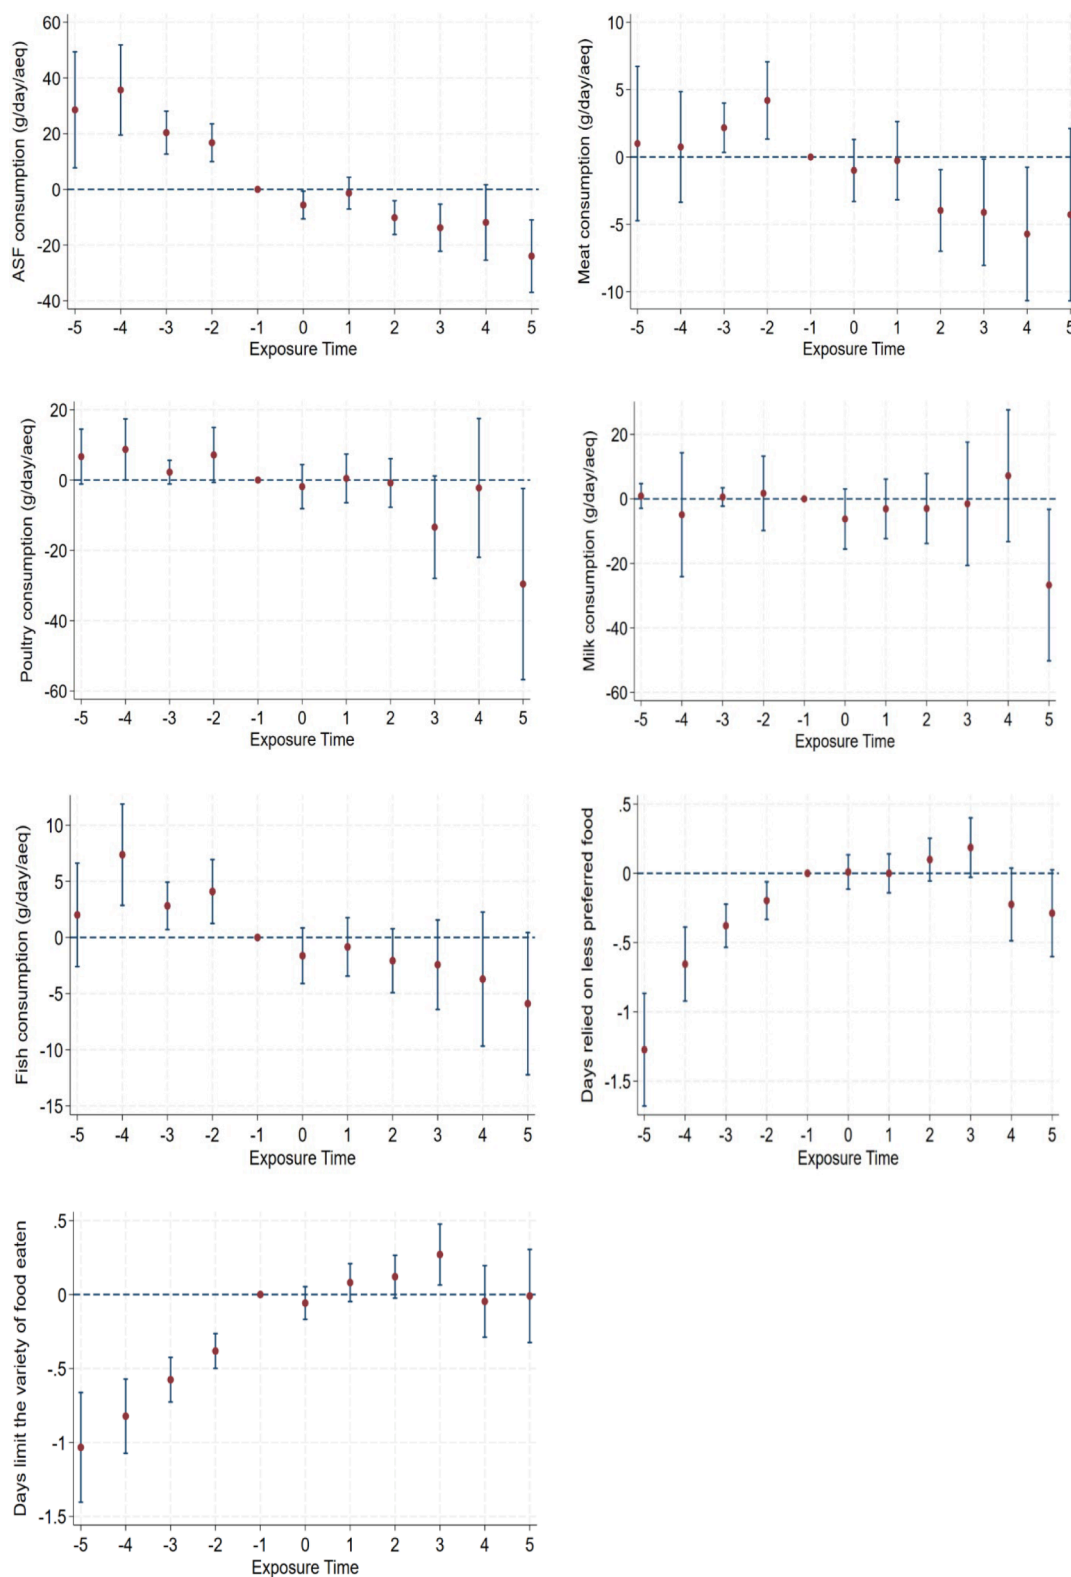 ASF consumption (g/day/aeq)
60
40
20
0
-20
-40
-5 -4 -3 -2 -1 0 1 2 3 4 5
Exposure Time
Meat consumption (g/day/aeq)
10
5
0
-5
-10
-5 -4 -3 -2 -1 0 1 2 3 4 5
Exposure Time
Poultry consumption (g/day/aeq)
20
0
-20
-40
-60
-5 -4 -3 -2 -1 0 1 2 3 4 5
Exposure Time
Milk consumption (g/day/aeq)
20
0
-20
-40
-60
-5 -4 -3 -2 -1 0 1 2 3 4 5
Exposure Time
Fish consumption (g/day/aeq)
10
5
0
-5
-10
-15
-5 -4 -3 -2 -1 0 1 2 3 4 5
Exposure Time
Days relied on less preferred food
.5
0
-.5
-1
-1.5
-5 -4 -3 -2 -1 0 1 2 3 4 5
Exposure Time
Days limit the variety of food eaten
.5
0
-.5
-1
-1.5
-5 -4 -3 -2 -1 0 1 2 3 4 5
Exposure Time